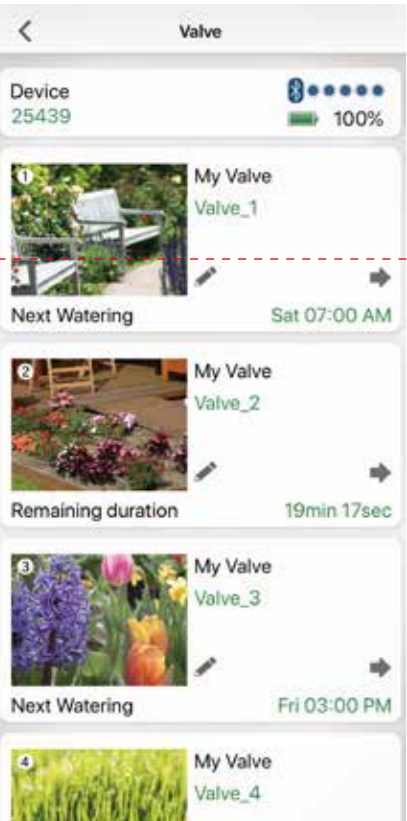 Valve
Device
25439
100%
1
My Valve
Valve_1
Next Watering
Sat 07:00 AM
2
My Valve
Valve_2
Remaining duration
19min 17sec
3
My Valve
Valve_3
Next Watering
Fri 03:00 PM
4
My Valve
Valve_4